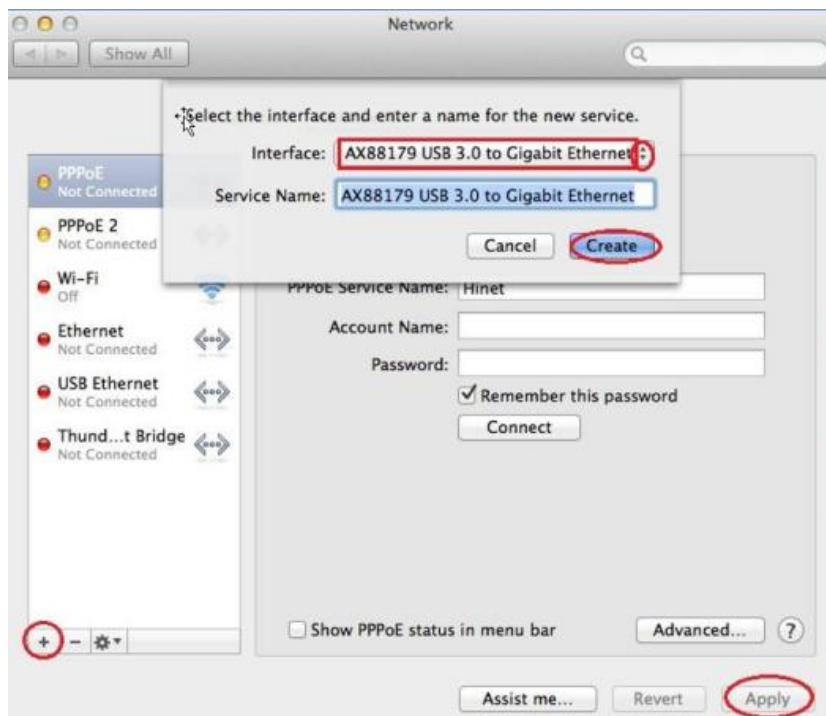 Network
Show All
Select the interface and enter a name for the new service.
Interface: AX88179 USB 3.0 to Gigabit Ethernet
Service Name: AX88179 USB 3.0 to Gigabit Ethernet
Cancel Create
PPPoE
Not Connected
PPPoE 2
Not Connected
Wi-Fi
Off
Ethernet
Not Connected
USB Ethernet
Not Connected
Thund...t Bridge
Not Connected
PPPoE Service Name: Hinet
Account Name:
Password:
Remember this password
Connect
+ –
Show PPPoE status in menu bar
Advanced... ?
Assist me... Revert Apply